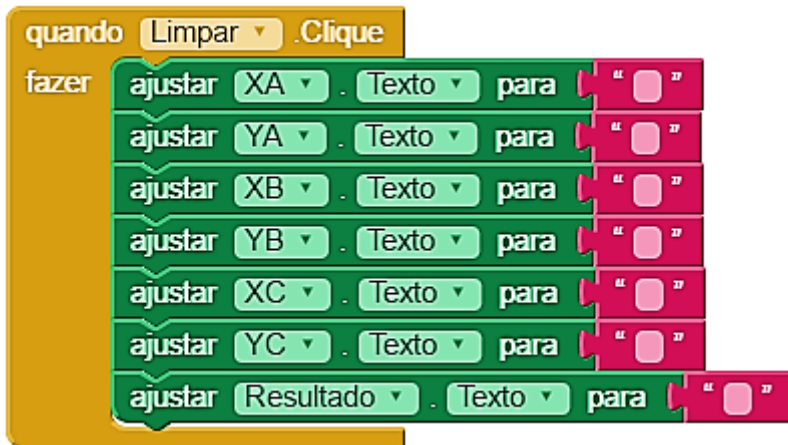 quando Limpar .Clique
fazer ajustar XA . Texto para “ ”
ajustar YA . Texto para “ ”
ajustar XB . Texto para “ ”
ajustar YB . Texto para “ ”
ajustar XC . Texto para “ ”
ajustar YC . Texto para “ ”
ajustar Resultado . Texto para “ ”